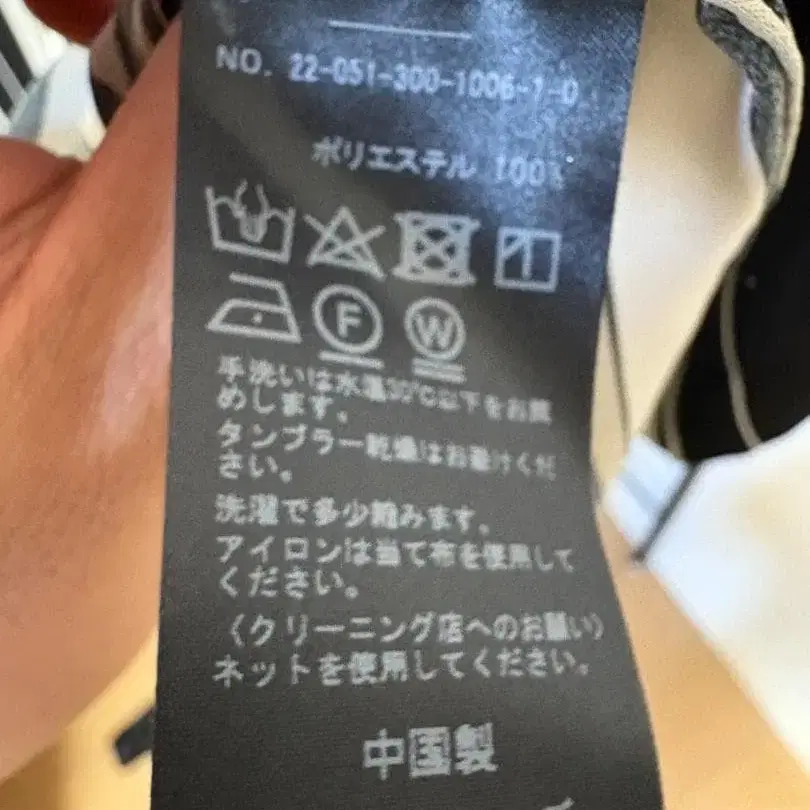 NO. 22-051-300-1006-1-0
ポリエステル 100%
F W
手洗いは水温30℃以下をお薦
めします。
タンブラー乾燥はお避けくだ
さい。
洗濯で多少縮みます。
アイロンは当て布を使用して
ください。
〈クリーニング店へのお願い〉
ネットを使用してください。
中国製